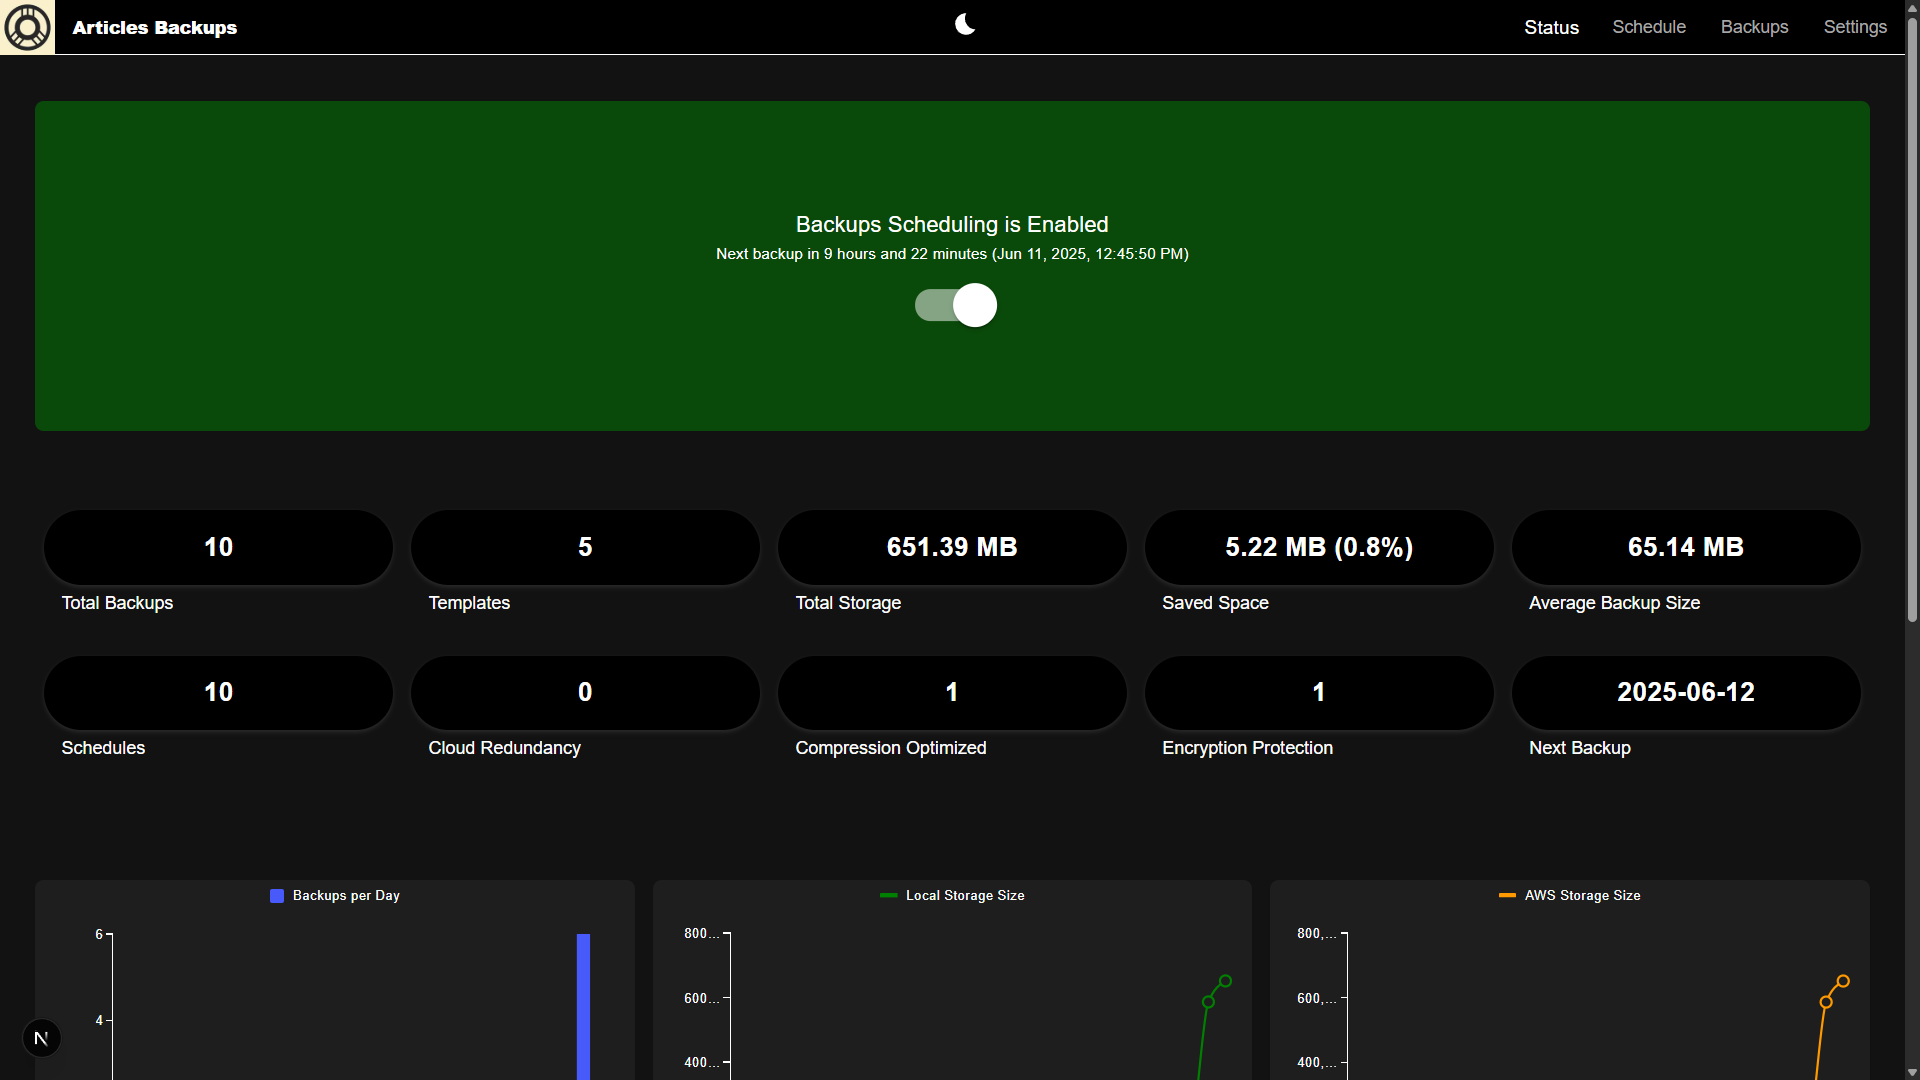 Articles Backups
Status
Schedule
Backups
Settings
Backups Scheduling is Enabled
Next backup in 9 hours and 22 minutes (Jun 11, 2025, 12:45:50 PM)
10
5
651.39 MB
5.22 MB (0.8%)
65.14 MB
Total Backups
Templates
Total Storage
Saved Space
Average Backup Size
10
0
1
1
2025-06-12
Schedules
Cloud Redundancy
Compression Optimized
Encryption Protection
Next Backup
Backups per Day
6
4
Local Storage Size
800...
600...
400...
AWS Storage Size
800,...
600,...
400,...
N